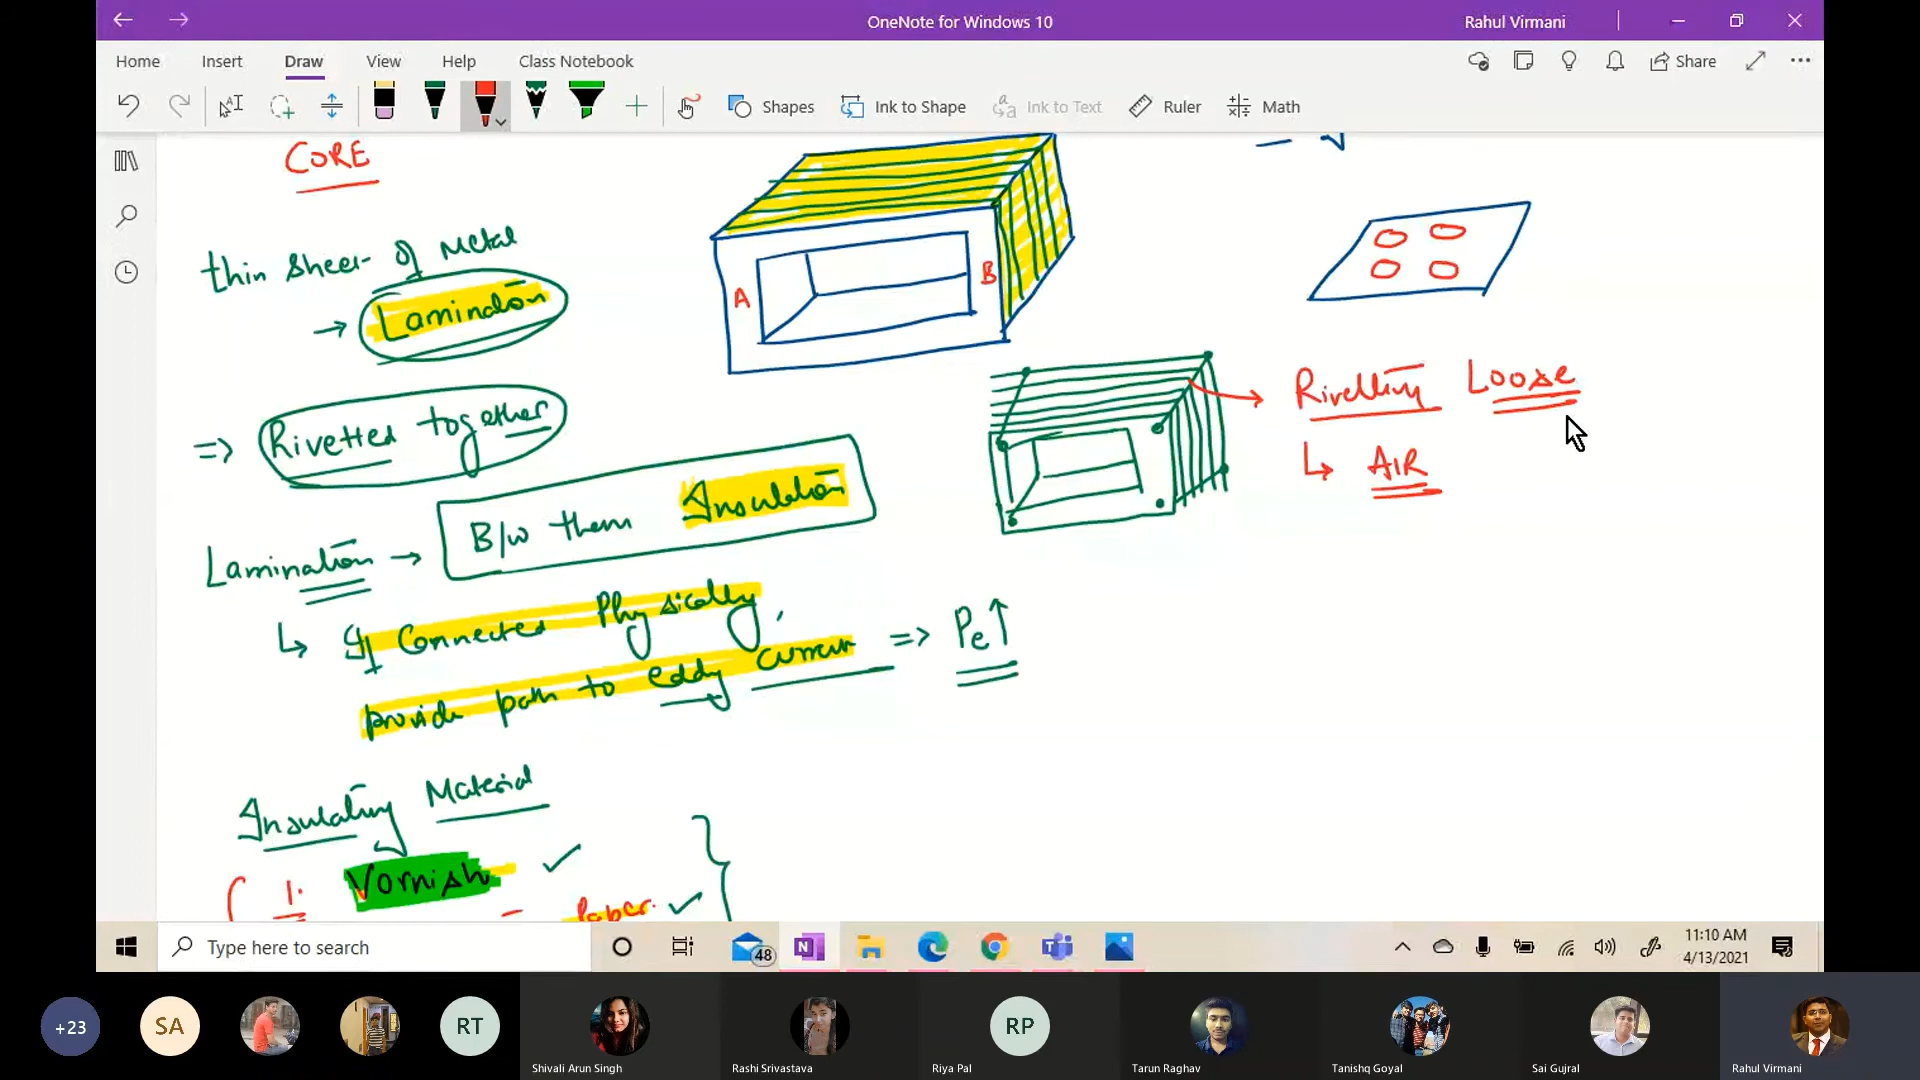 OneNote for Windows 10
Rahul Virmani
Home
Insert
Draw
View
Help
Class Notebook
Share
Shapes
Ink to Shape
Ink to Text
Ruler
Math
CORE
thin Sheet of Metal
→ Lamination
A
B
⇒ Rivetted together
Rivetting Loose
↳ AIR
Lamination → B/w them Insulation
↳ If Connected Physically,
provide path to eddy current ⇒ Pe↑
Insulating Material
1. Varnish ✓
Paper. ✓
Type here to search
48
11:10 AM
4/13/2021
+23
SA
RT
RP
Shivali Arun Singh
Rashi Srivastava
Riya Pal
Tarun Raghav
Tanishq Goyal
Sai Gujral
Rahul Virmani